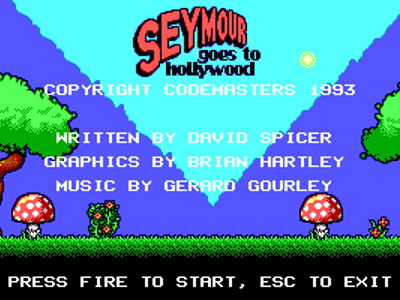 SEYMOUR
goes to
hollywood
COPYRIGHT CODEMASTERS 1993
WRITTEN BY DAVID SPICER
GRAPHICS BY BRIAN HARTLEY
MUSIC BY GERARD GOURLEY
PRESS FIRE TO START, ESC TO EXIT